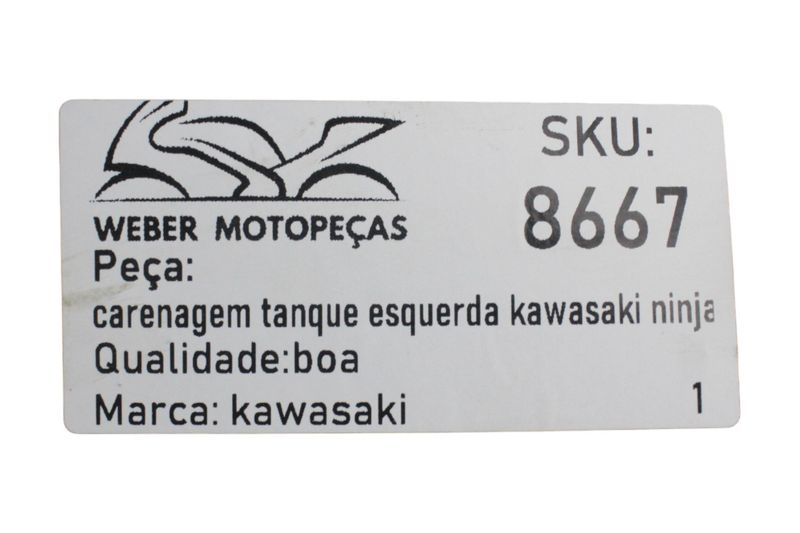 WEBER MOTOPEÇAS
SKU:
8667
Peça:
carenagem tanque esquerda kawasaki ninja
Qualidade:boa
Marca: kawasaki
1